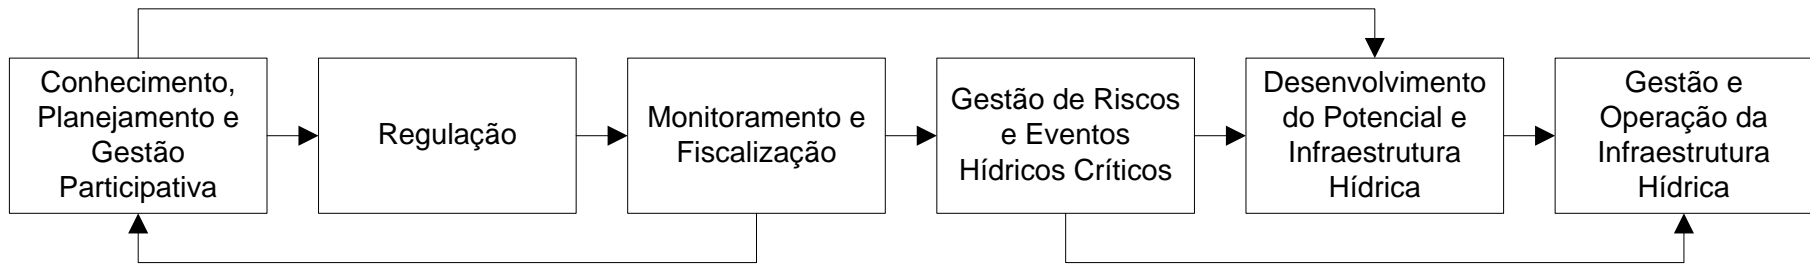 Conhecimento,
Planejamento e
Gestão
Participativa
Regulação
Monitoramento e
Fiscalização
Gestão de Riscos
e Eventos
Hídricos Críticos
Desenvolvimento
do Potencial e
Infraestrutura
Hídrica
Gestão e
Operação da
Infraestrutura
Hídrica